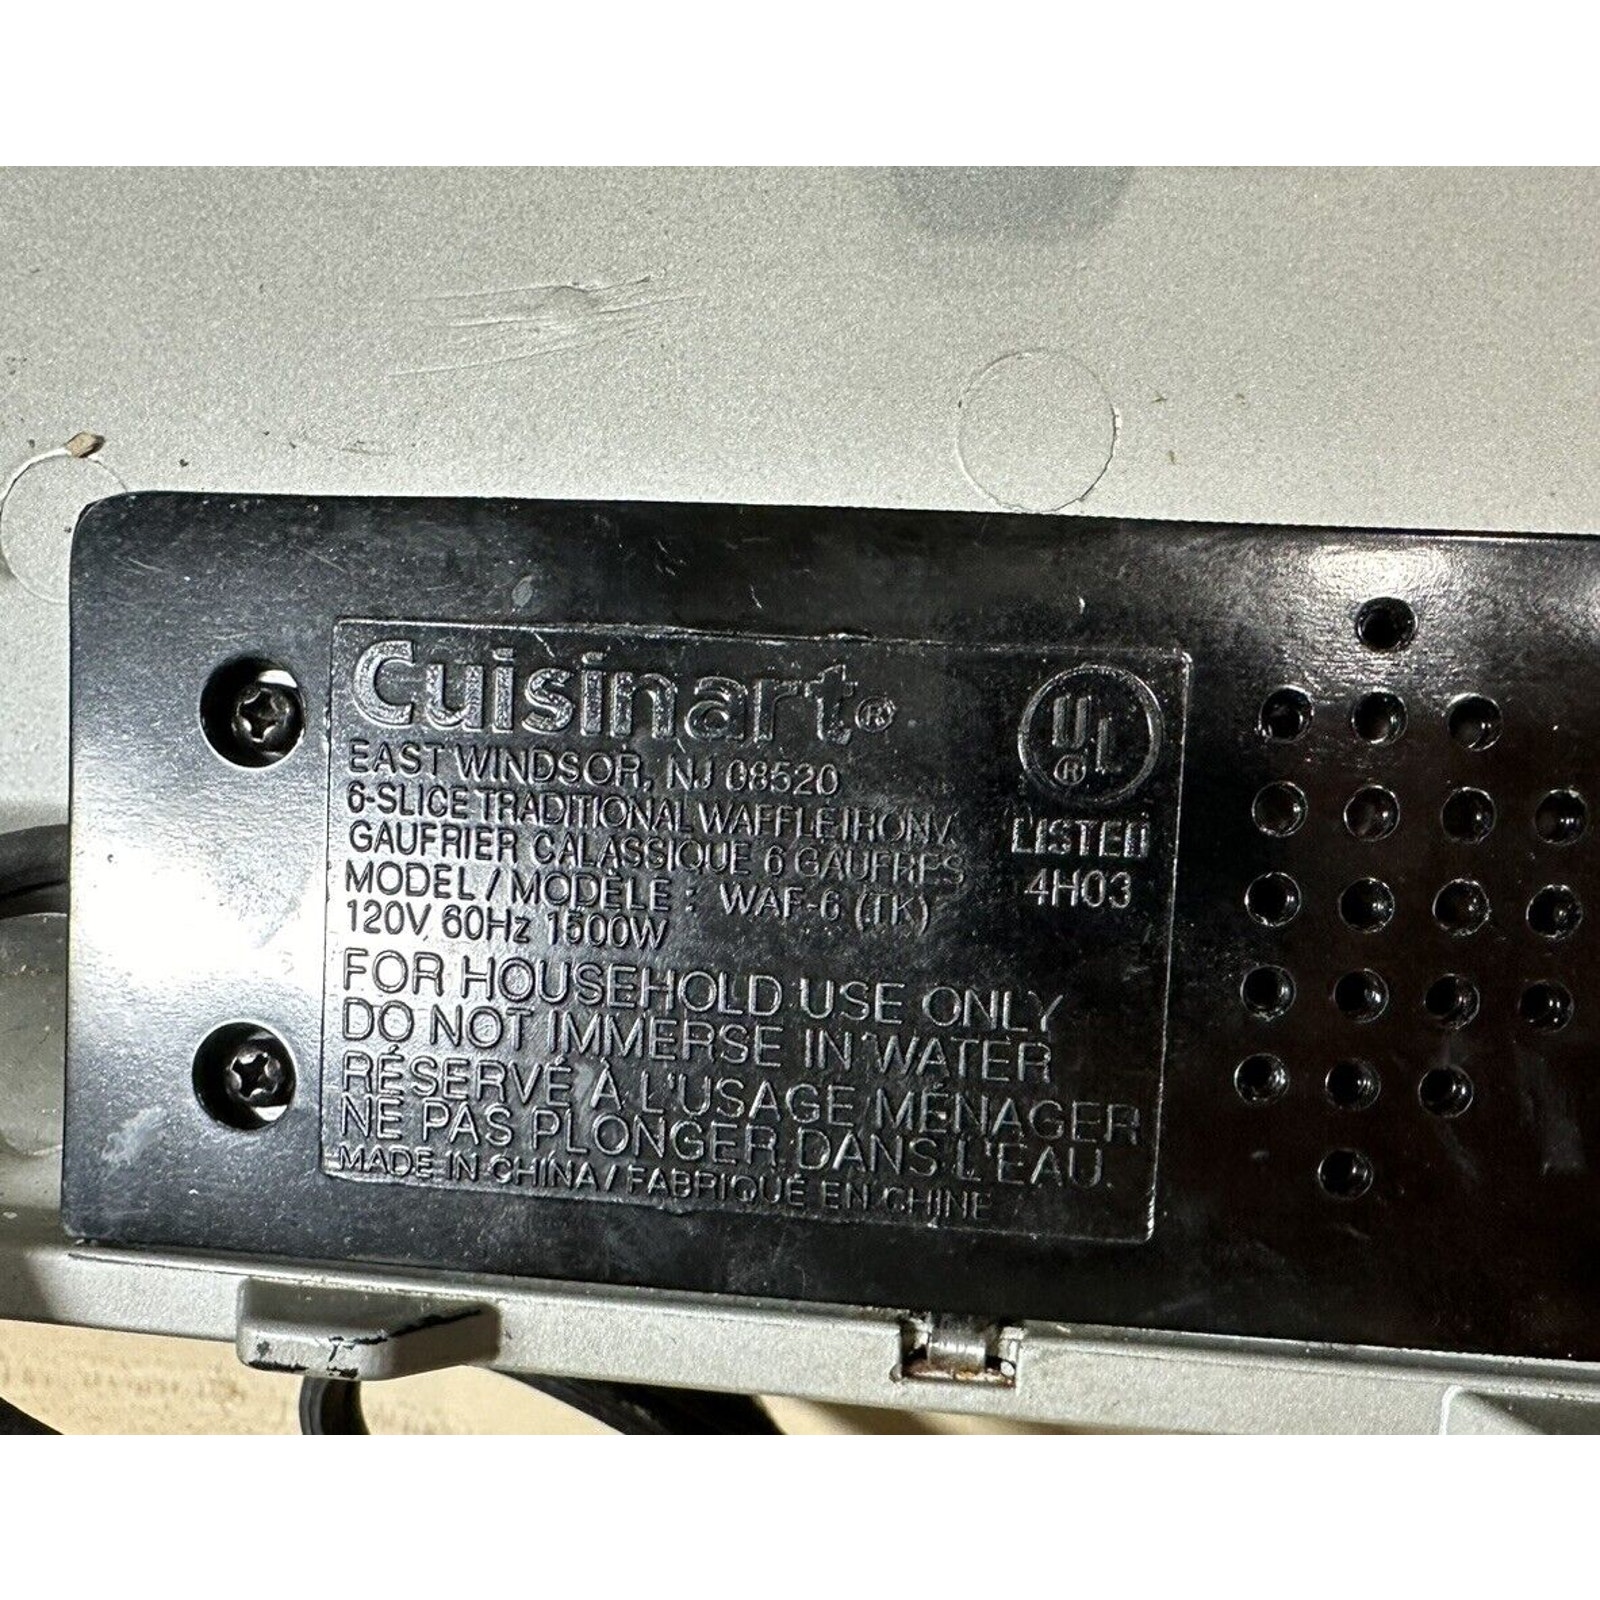 Cuisinart®
UL®
EAST WINDSOR, NJ 08520
6-SLICE TRADITIONAL WAFFLE IRONV.
GAUFRIER CALASSIQUE 6 GAUFRES
LISTED
MODEL / MODÈLE : WAF-6 (TK)
4H03
120V 60Hz 1500W
FOR HOUSEHOLD USE ONLY
DO NOT IMMERSE IN WATER
RÉSERVÉ À L'USAGE MÉNAGER
NE PAS PLONGER DANS L'EAU.
MADE IN CHINA / FABRIQUÉ EN CHINE